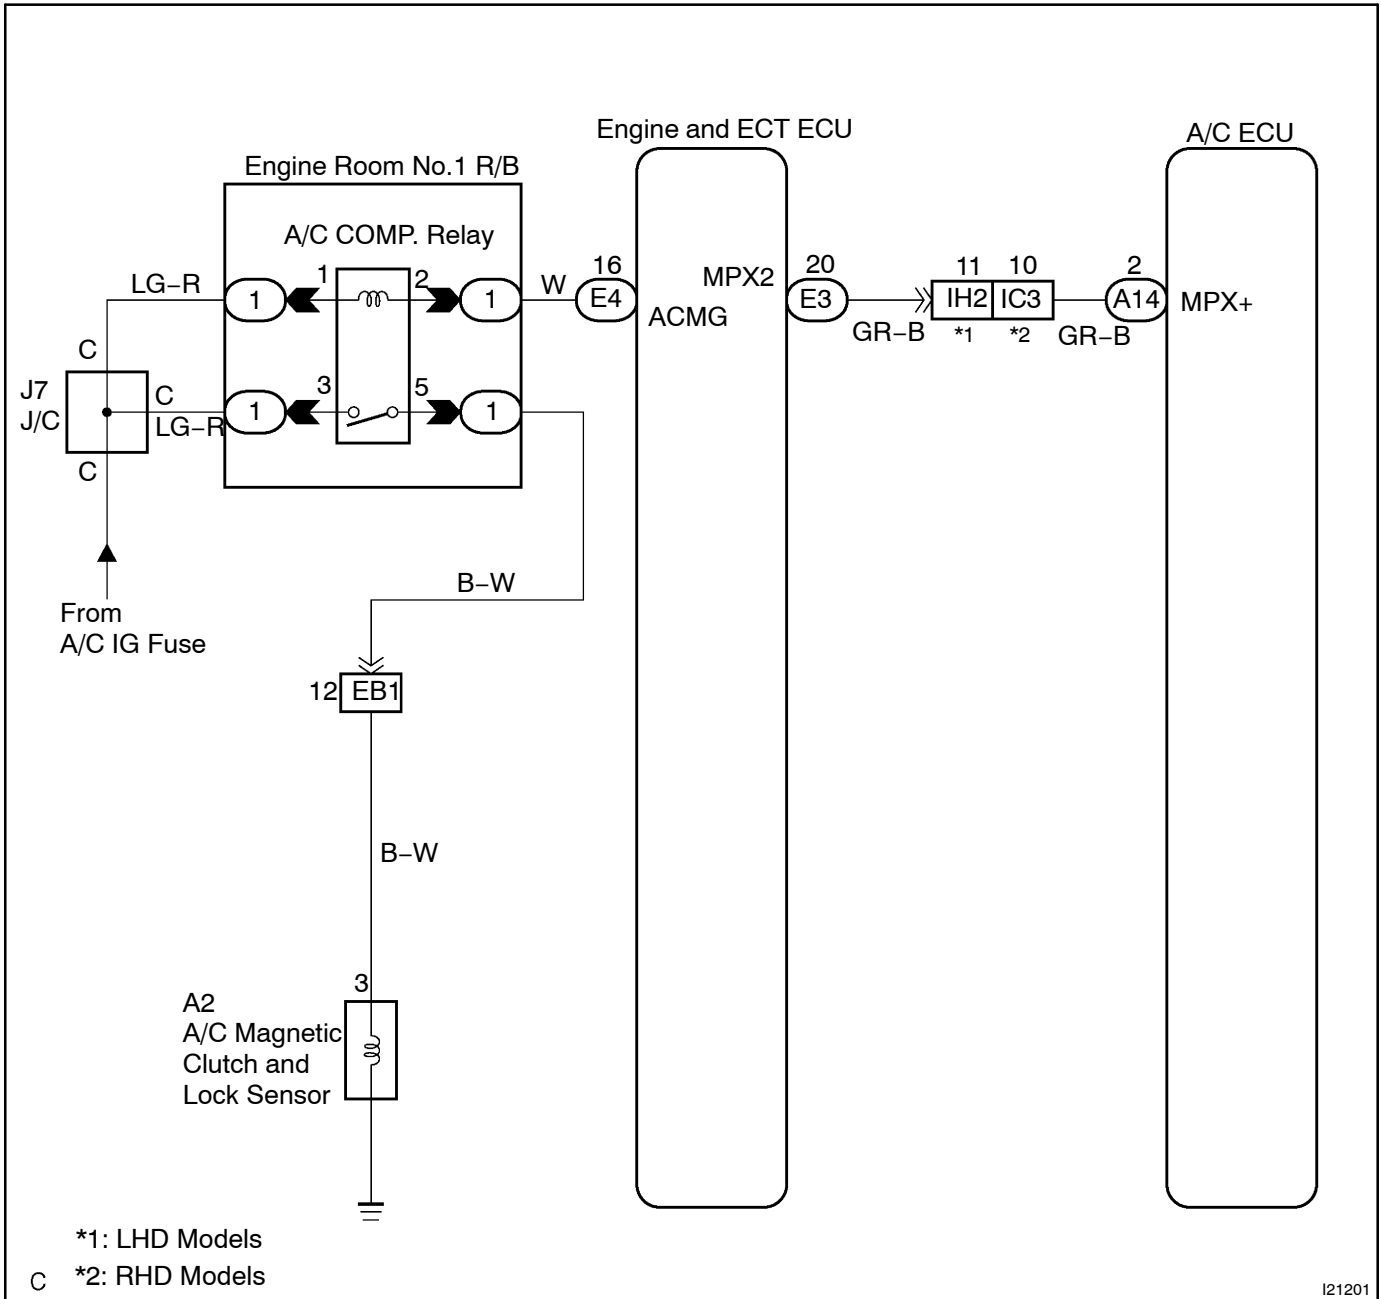 Engine and ECT ECU
A/C ECU
Engine Room No.1 R/B
A/C COMP. Relay
LG-R
1
1
2
1
W
16
E4
ACMG
MPX2
20
E3
GR-B
11
IH2
*1
10
IC3
*2
GR-B
2
A14
MPX+
C
J7
J/C
C
LG-R
C
1
3
5
1
From
A/C IG Fuse
B-W
12
EB1
B-W
3
A2
A/C Magnetic
Clutch and
Lock Sensor
*1: LHD Models
C
*2: RHD Models
I21201